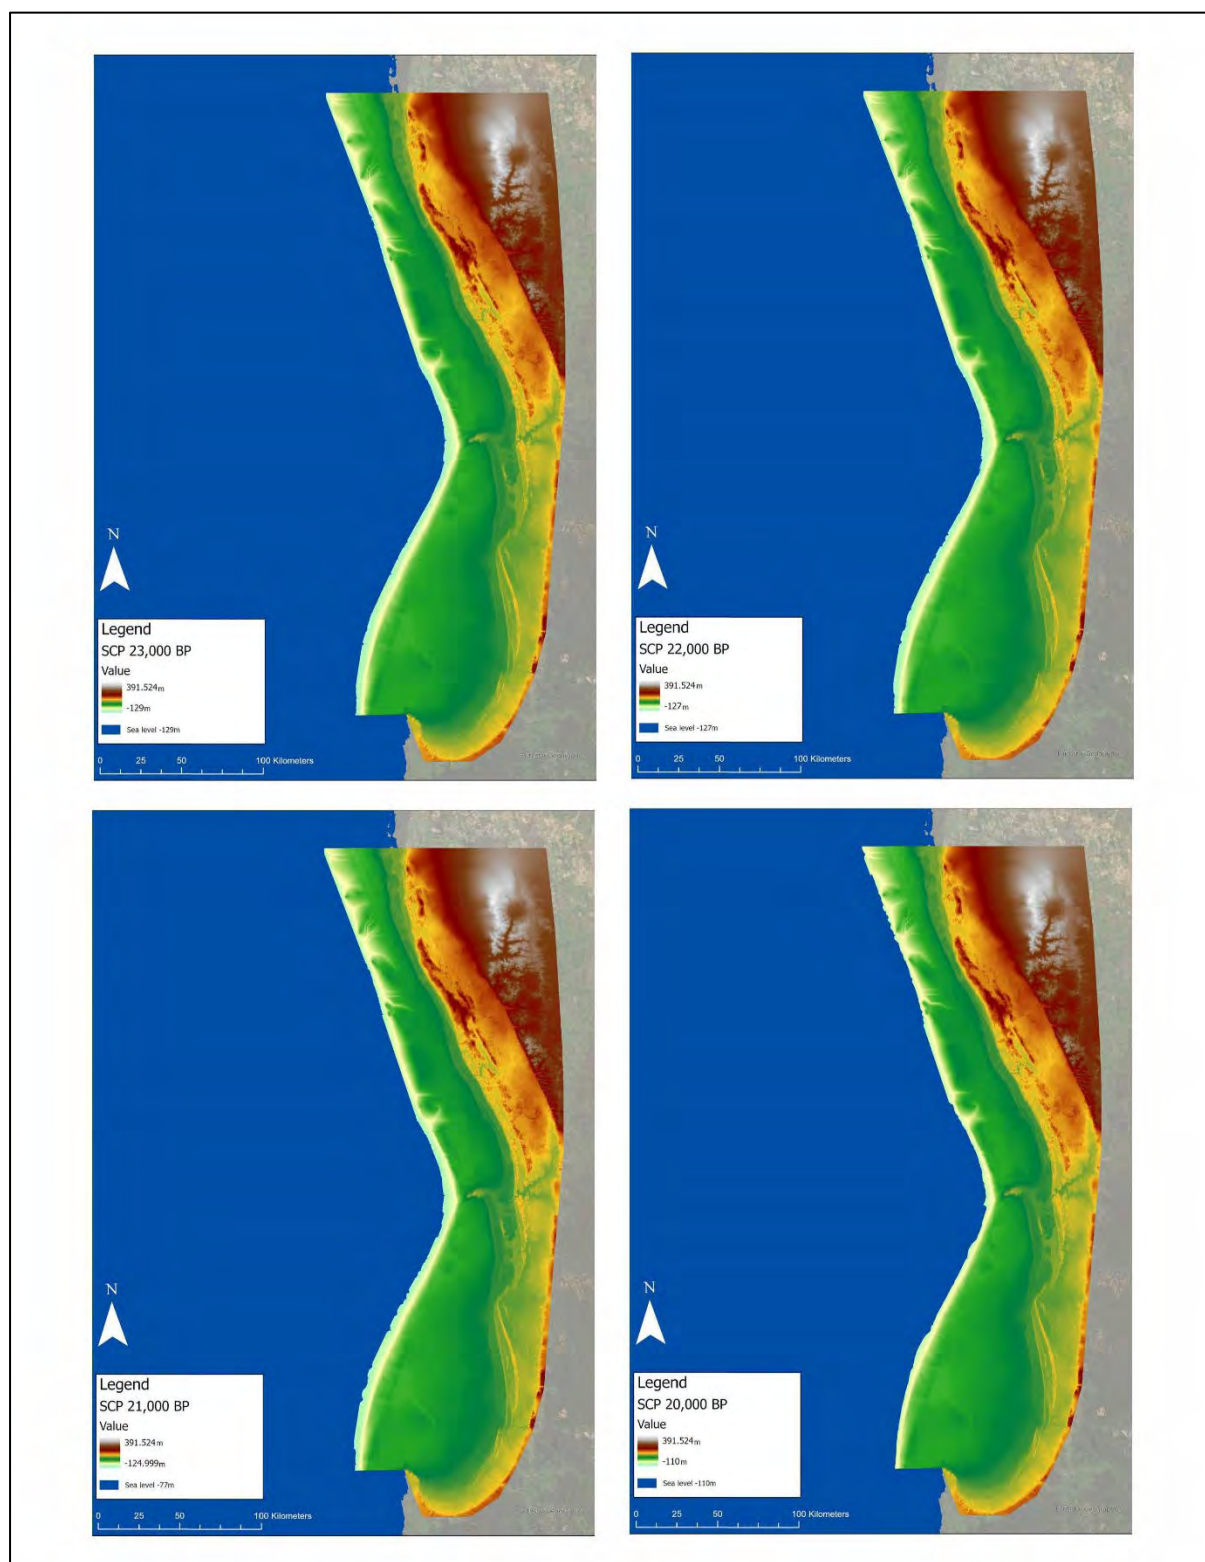 N
Legend
SCP 23,000 BP
Value
391.524m
-129m
Sea level -129m
0 25 50 100 Kilometers
N
Legend
SCP 22,000 BP
Value
391.524m
-127m
Sea level -127m
0 25 50 100 Kilometers
N
Legend
SCP 21,000 BP
Value
391.524m
-124.999m
Sea level -77m
0 25 50 100 Kilometers
N
Legend
SCP 20,000 BP
Value
391.524m
-110m
Sea level -110m
0 25 50 100 Kilometers